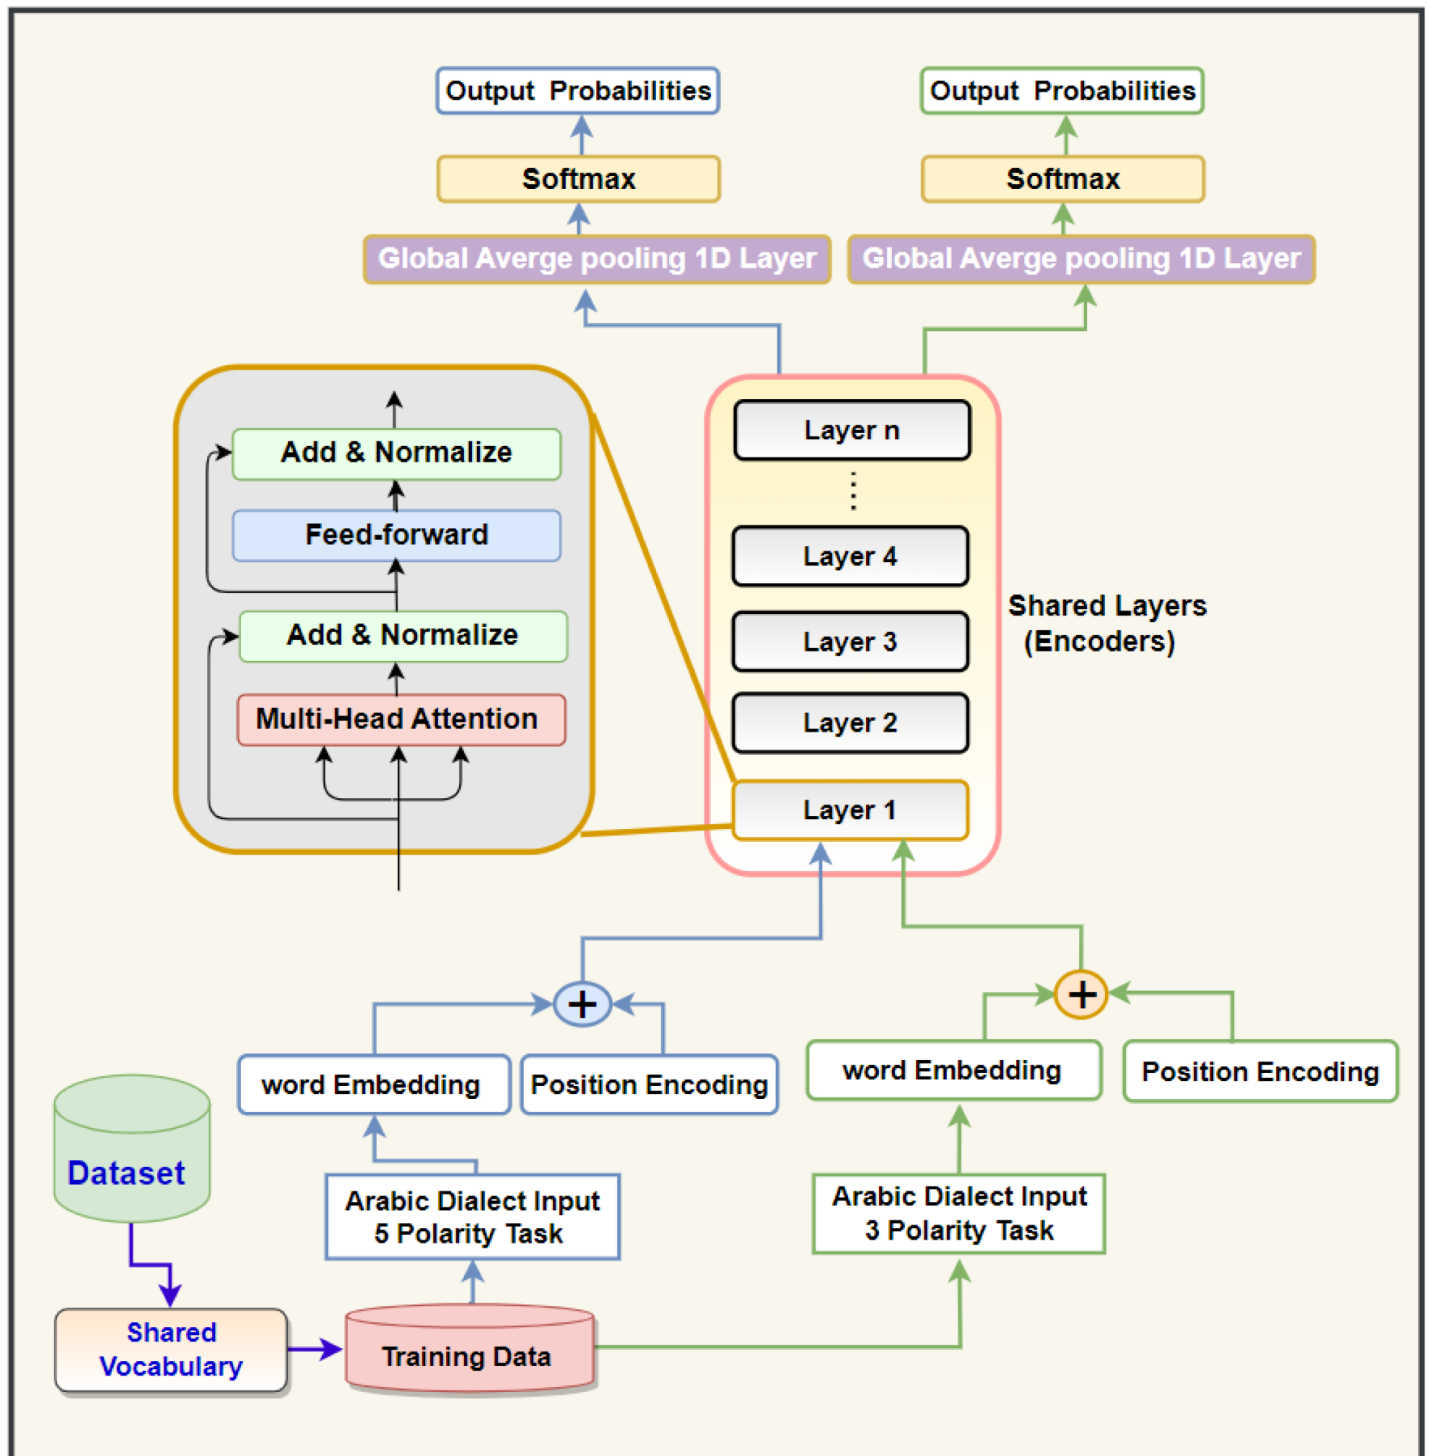 Output Probabilities
Output Probabilities
Softmax
Softmax
Global Averge pooling 1D Layer
Global Averge pooling 1D Layer
Add & Normalize
Feed-forward
Add & Normalize
Multi-Head Attention
Layer n
Layer 4
Layer 3
Layer 2
Layer 1
Shared Layers
(Encoders)
+
+
word Embedding
Position Encoding
word Embedding
Position Encoding
Dataset
Arabic Dialect Input
5 Polarity Task
Arabic Dialect Input
3 Polarity Task
Shared
Vocabulary
Training Data